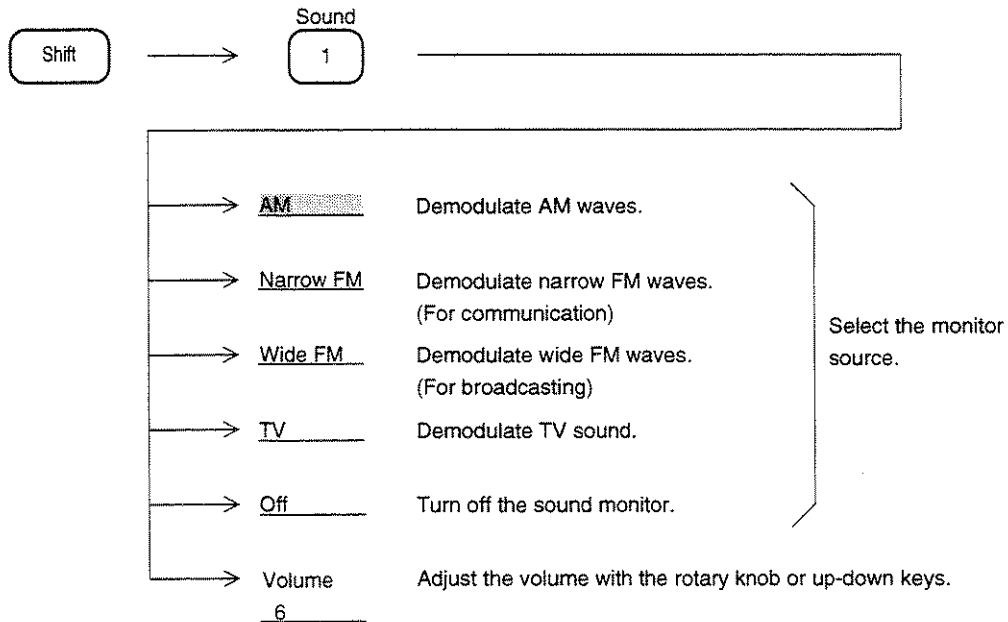 Sound
Shift
1
AM Demodulate AM waves.
Narrow FM Demodulate narrow FM waves.
(For communication)
Select the monitor
source.
Wide FM Demodulate wide FM waves.
(For broadcasting)
TV Demodulate TV sound.
Off Turn off the sound monitor.
Volume Adjust the volume with the rotary knob or up-down keys.
6